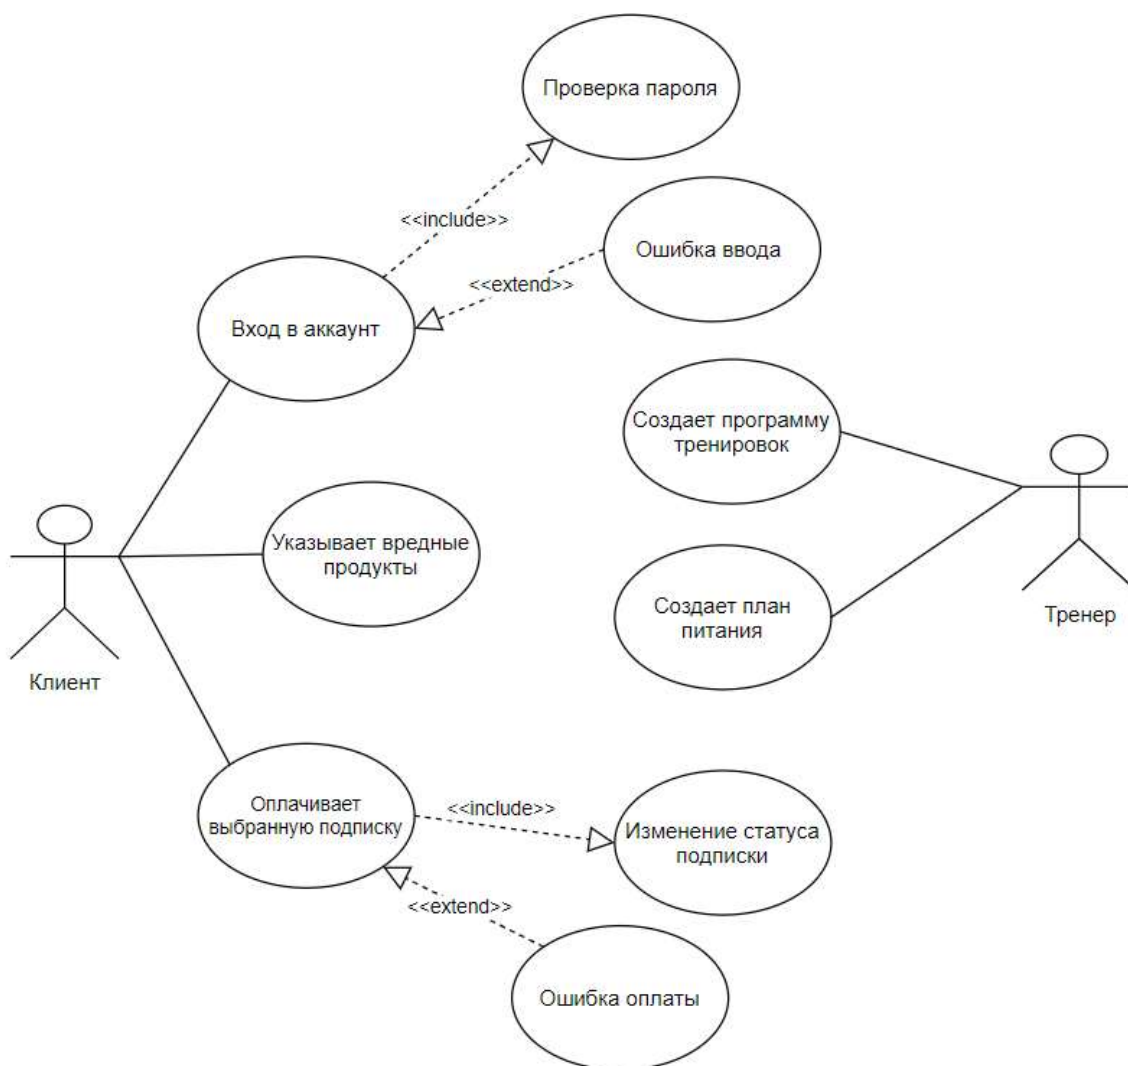 Проверка пароля
<<include>>
Ошибка ввода
<<extend>>
Вход в аккаунт
Создает программу
тренировок
Указывает вредные
продукты
Создает план
питания
Тренер
Клиент
Оплачивает
выбранную подписку
<<include>>
Изменение статуса
подписки
<<extend>>
Ошибка оплаты